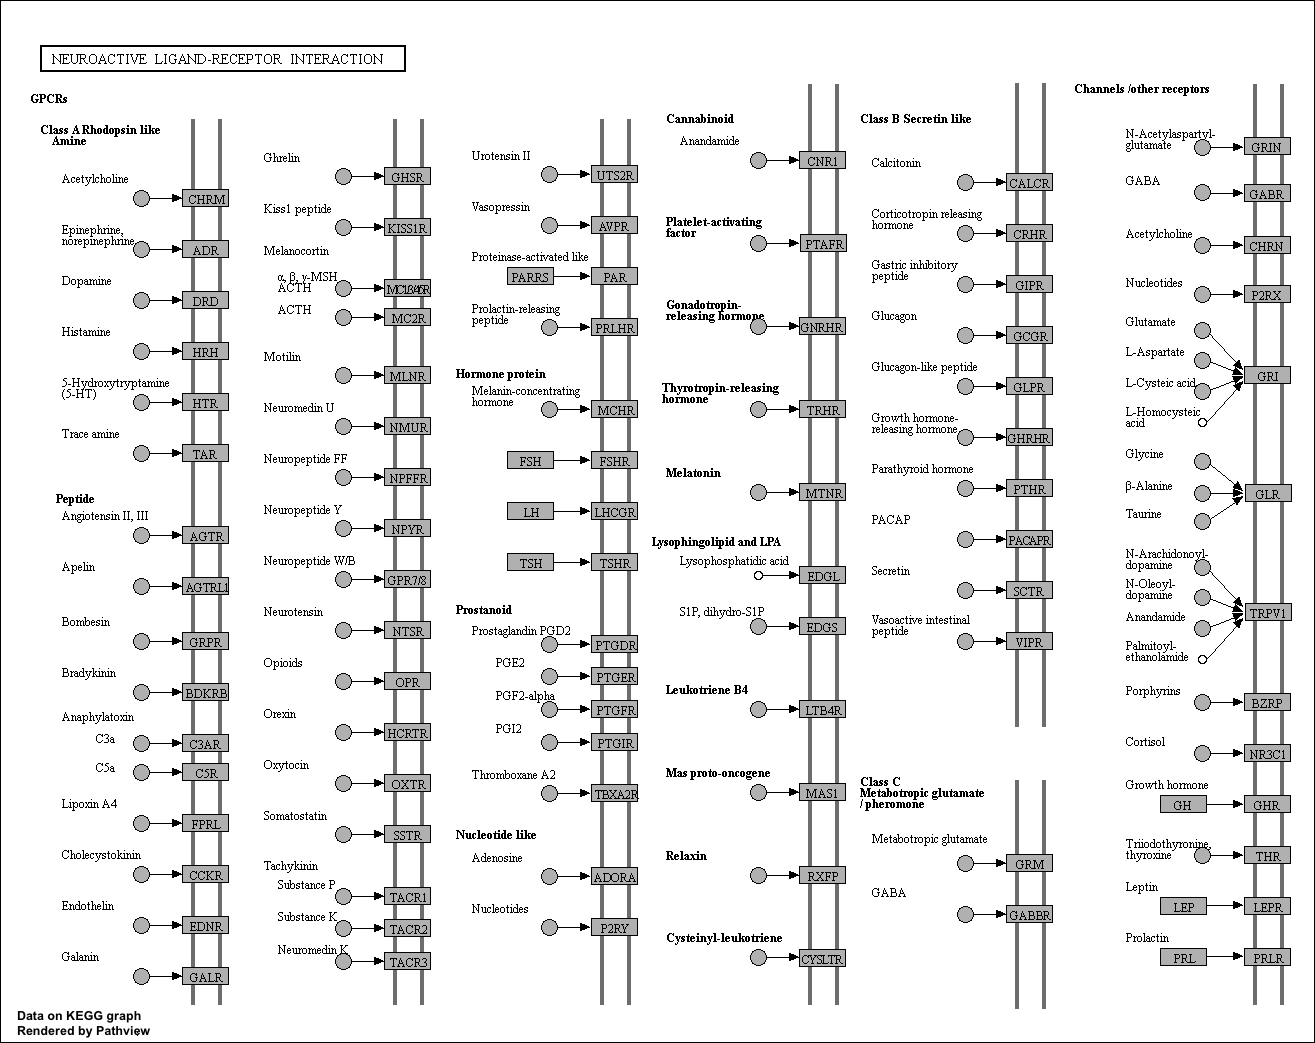 NEUROACTIVE LIGAND-RECEPTOR INTERACTION
GPCRs
Class A Rhodopsin like
Amine
Acetylcholine
CHRM
Epinephrine,
norepinephrine
ADR
Dopamine
DRD
Histamine
HRH
5-Hydroxytryptamine
(5-HT)
HTR
Trace amine
TAR
Peptide
Angiotensin II, III
AGTR
Apelin
AGTRL1
Bombesin
GRPR
Bradykinin
BDKRB
Anaphylatoxin
C3a
C3AR
C5a
C5R
Lipoxin A4
FPRL
Cholecystokinin
CCKR
Endothelin
EDNR
Galanin
GALR
Ghrelin
GHSR
Kiss1 peptide
KISS1R
Melanocortin
α, β, γ-MSH
ACTH
ACTH
MC2R
Motilin
MLNR
Neuromedin U
NMUR
Neuropeptide FF
NPFFR
Neuropeptide Y
NPYR
Neuropeptide W/B
GPR7/8
Neurotensin
NTSR
Opioids
OPR
Orexin
HCRTR
Oxytocin
OXTR
Somatostatin
SSTR
Tachykinin
Substance P
TACR1
Substance K
TACR2
Neuromedin K
TACR3
Urotensin II
UTS2R
Vasopressin
AVPR
Proteinase-activated like
PARRS
PAR
Prolactin-releasing
peptide
PRLHR
Hormone protein
Melanin-concentrating
hormone
MCHR
FSH
FSHR
LH
LHCGR
TSH
TSHR
Prostanoid
Prostaglandin PGD2
PTGDR
PGE2
PTGER
PGF2-alpha
PTGFR
PGI2
PTGIR
Thromboxane A2
TBXA2R
Nucleotide like
Adenosine
ADORA
Nucleotides
P2RY
Cannabinoid
Anandamide
CNR1
Platelet-activating
factor
PTAFR
Gonadotropin-
releasing hormone
GNRHR
Thyrotropin-releasing
hormone
TRHR
Melatonin
MTNR
Lysophingolipid and LPA
Lysophosphatidic acid
EDGL
S1P, dihydro-S1P
EDGS
Leukotriene B4
LTB4R
Mas proto-oncogene
MAS1
Relaxin
RXFP
Cysteinyl-leukotriene
CYSLTR
Class B Secretin like
Calcitonin
CALCR
Corticotropin releasing
hormone
CRHR
Gastric inhibitory
peptide
GIPR
Glucagon
GCGR
Glucagon-like peptide
GLPR
Growth hormone-
releasing hormone
GHRHR
Parathyroid hormone
PTHR
PACAP
PACAPR
Secretin
SCTR
Vasoactive intestinal
peptide
VIPR
Class C
Metabotropic glutamate
/ pheromone
Metabotropic glutamate
GRM
GABA
GABBR
Channels /other receptors
N-Acetylaspartyl-
glutamate
GRIN
GABA
GABR
Acetylcholine
CHRN
Nucleotides
P2RX
Glutamate
L-Aspartate
GRI
L-Cysteic acid
L-Homocysteic
acid
Glycine
β-Alanine
GLR
Taurine
N-Arachidonoyl-
dopamine
N-Oleoyl-
dopamine
Anandamide
TRPV1
Palmitoyl-
ethanolamide
Porphyrins
BZRP
Cortisol
NR3C1
Growth hormone
GH
GHR
Triiodothyronine,
thyroxine
THR
Leptin
LEP
LEPR
Prolactin
PRL
PRLR
Data on KEGG graph
Rendered by Pathview